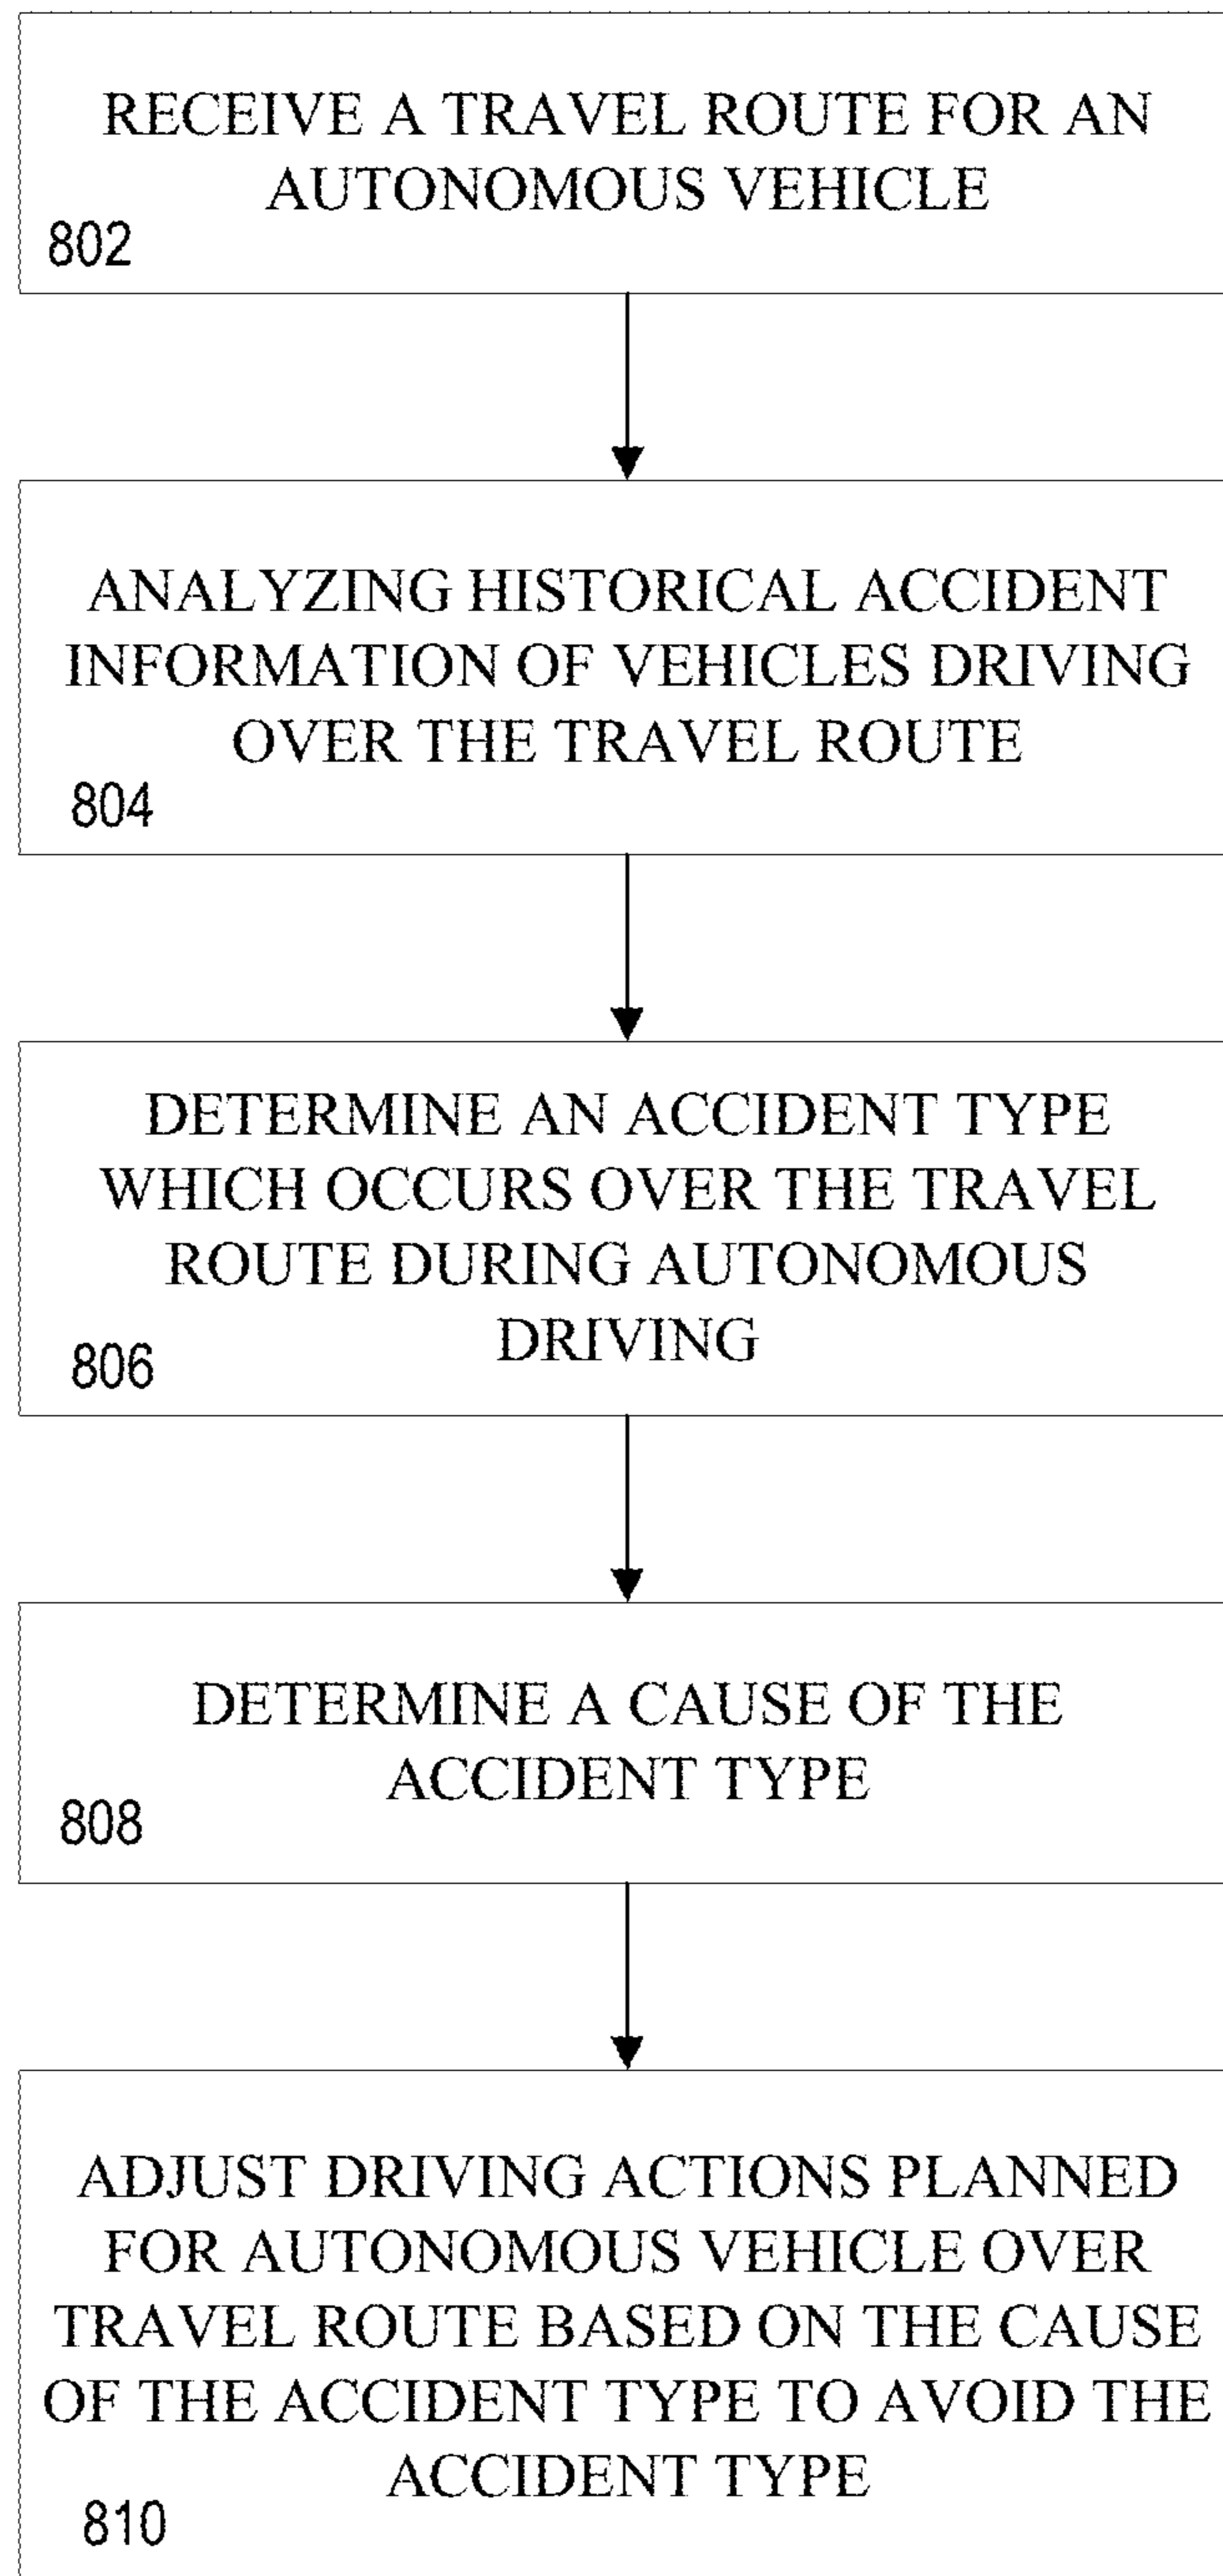 RECEIVE A TRAVEL ROUTE FOR AN
AUTONOMOUS VEHICLE
802
ANALYZING HISTORICAL ACCIDENT
INFORMATION OF VEHICLES DRIVING
OVER THE TRAVEL ROUTE
804
DETERMINE AN ACCIDENT TYPE
WHICH OCCURS OVER THE TRAVEL
ROUTE DURING AUTONOMOUS
DRIVING
806
DETERMINE A CAUSE OF THE
ACCIDENT TYPE
808
ADJUST DRIVING ACTIONS PLANNED
FOR AUTONOMOUS VEHICLE OVER
TRAVEL ROUTE BASED ON THE CAUSE
OF THE ACCIDENT TYPE TO AVOID THE
ACCIDENT TYPE
810